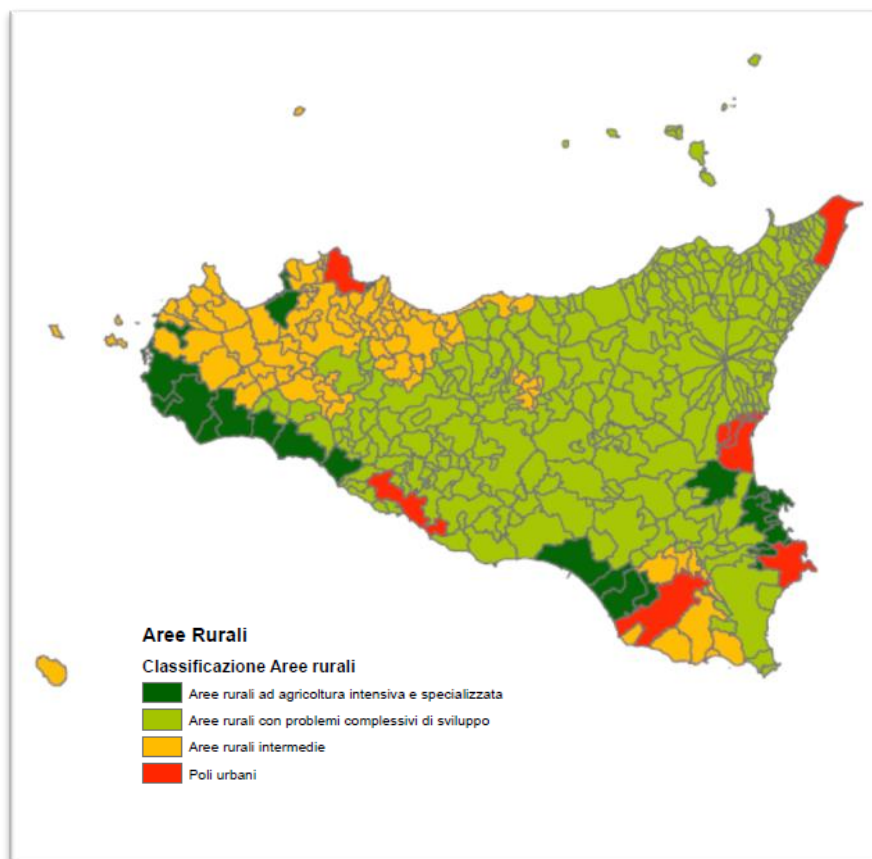 Aree Rurali
Classificazione Aree rurali
Aree rurali ad agricoltura intensiva e specializzata
Aree rurali con problemi complessivi di sviluppo
Aree rurali intermedie
Poli urbani